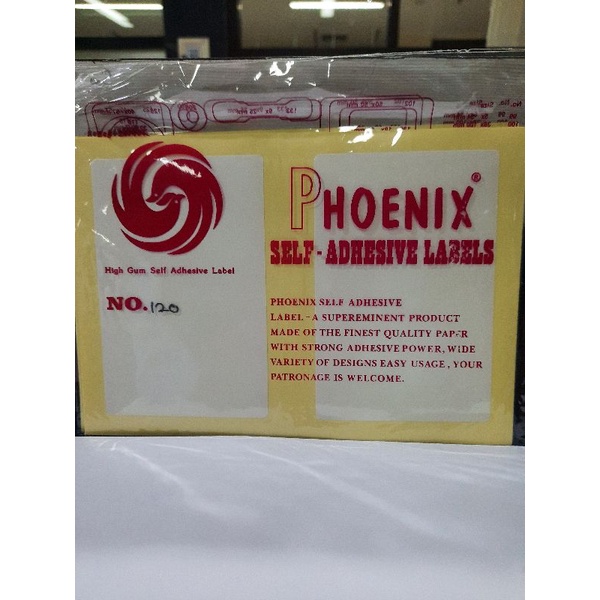 PHOENIX®
SELF-ADHESIVE LABELS
High Gum Self Adhesive Label
NO. 120
PHOENIX SELF ADHESIVE
LABEL-A SUPEREMINENT PRODUCT
MADE OF THE FINEST QUALITY PAPER
WITH STRONG ADHESIVE POWER, WIDE
VARIETY OF DESIGNS EASY USAGE, YOUR
PATRONAGE IS WELCOME.